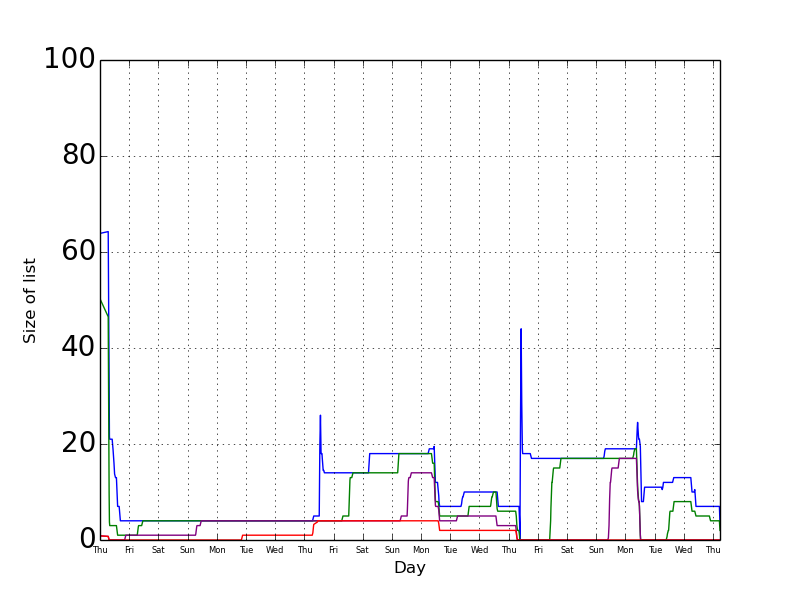 100
80
60
40
20
0
Size of list
Thu Fri Sat Sun Mon Tue Wed Thu Fri Sat Sun Mon Tue Wed Thu Fri Sat Sun Mon Tue Wed Thu
Day